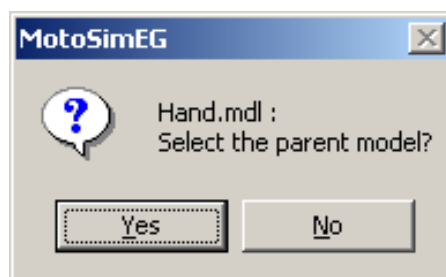 MotoSimEG
Hand.mdl :
Select the parent model?
Yes
No